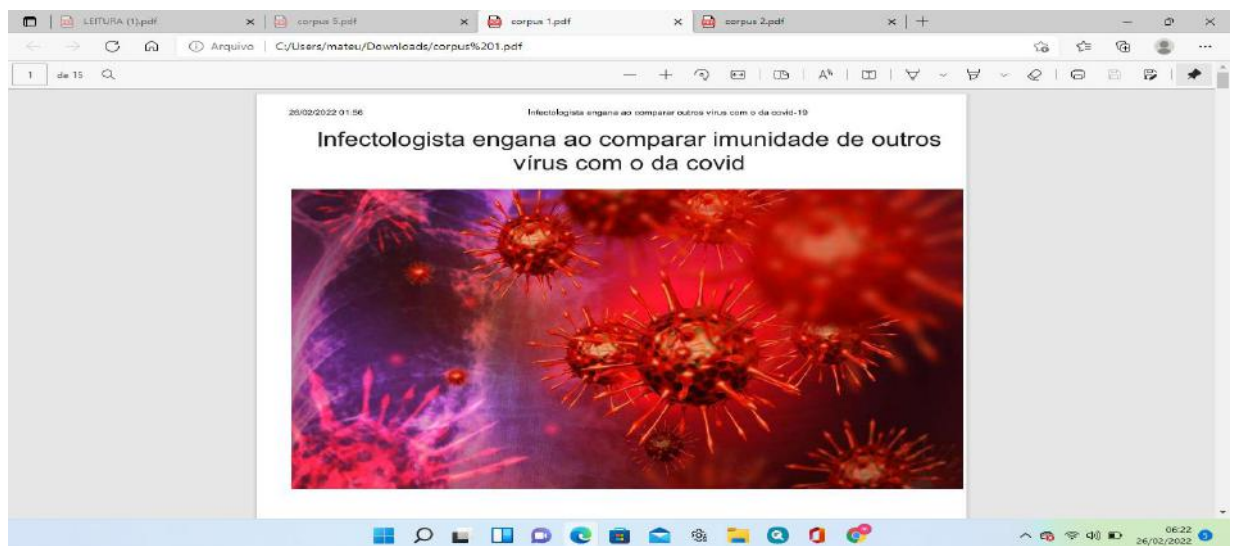 LEITURA (1).pdf
corpus 5.pdf
corpus 1.pdf
corpus 2.pdf
Arquivo
C:/Users/mateu/Downloads/corpus%201.pdf
1
de 15
26/02/2022 01:56
Infectologista engana ao comparar outros vírus com o da covid-19
Infectologista engana ao comparar imunidade de outros
vírus com o da covid
06:22
26/02/2022